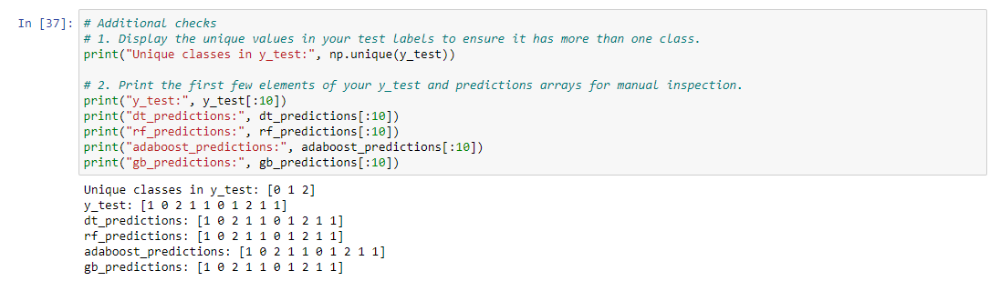 In [37]: # Additional checks
# 1. Display the unique values in your test labels to ensure it has more than one class.
print("Unique classes in y_test:", np.unique(y_test))
# 2. Print the first few elements of your y_test and predictions arrays for manual inspection.
print("y_test:", y_test[:10])
print("dt_predictions:", dt_predictions[:10])
print("rf_predictions:", rf_predictions[:10])
print("adaboost_predictions:", adaboost_predictions[:10])
print("gb_predictions:", gb_predictions[:10])
Unique classes in y_test: [0 1 2]
y_test: [1 0 2 1 1 0 1 2 1 1]
dt_predictions: [1 0 2 1 1 0 1 2 1 1]
rf_predictions: [1 0 2 1 1 0 1 2 1 1]
adaboost_predictions: [1 0 2 1 1 0 1 2 1 1]
gb_predictions: [1 0 2 1 1 0 1 2 1 1]